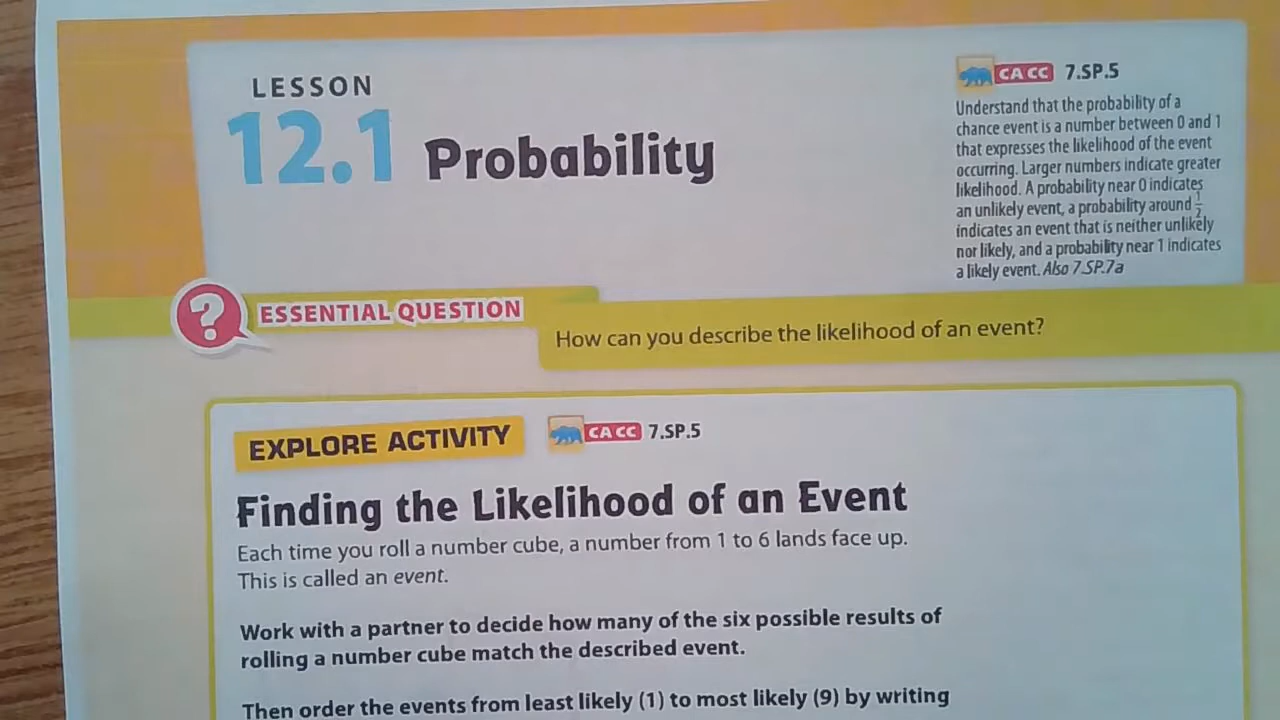 LESSON
12.1 Probability
CA CC 7.SP.5
Understand that the probability of a
chance event is a number between 0 and 1
that expresses the likelihood of the event
occurring. Larger numbers indicate greater
likelihood. A probability near 0 indicates
an unlikely event, a probability around 1/2
indicates an event that is neither unlikely
nor likely, and a probability near 1 indicates
a likely event. Also 7.SP.7a
? ESSENTIAL QUESTION
How can you describe the likelihood of an event?
EXPLORE ACTIVITY CA CC 7.SP.5
Finding the Likelihood of an Event
Each time you roll a number cube, a number from 1 to 6 lands face up.
This is called an event.
Work with a partner to decide how many of the six possible results of
rolling a number cube match the described event.
Then order the events from least likely (1) to most likely (9) by writing